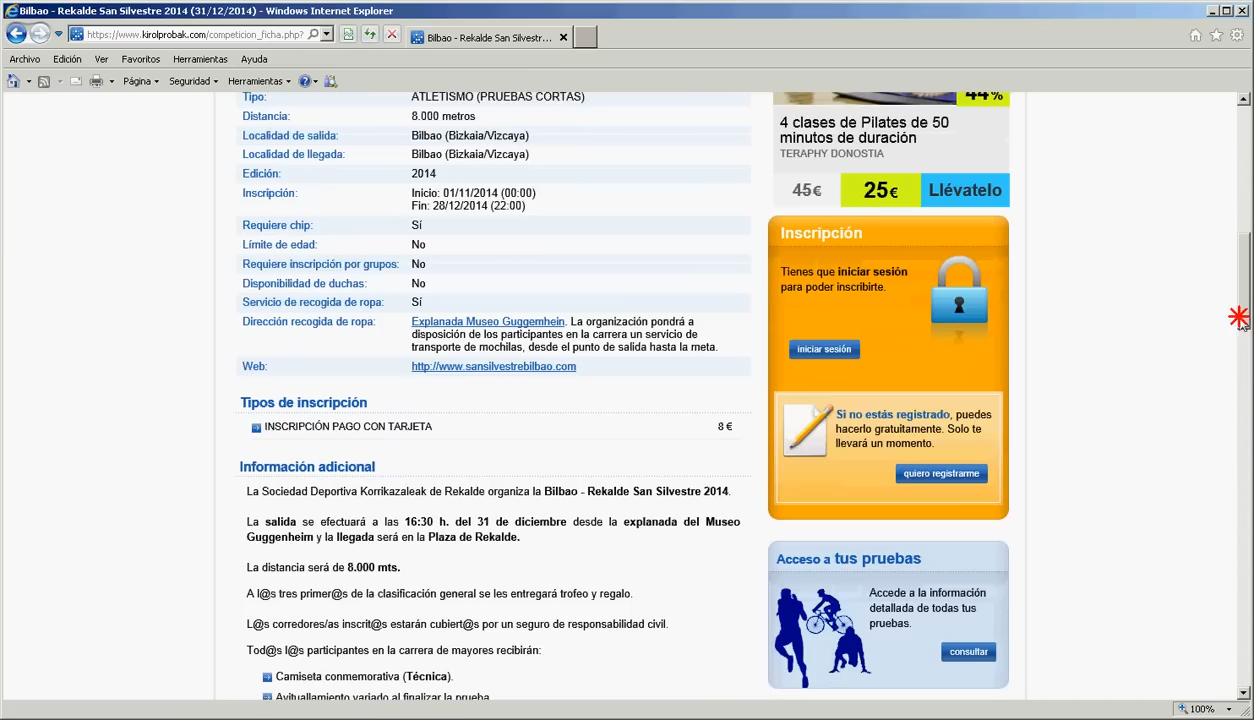 Bilbao - Rekalde San Silvestre 2014 (31/12/2014) - Windows Internet Explorer
https://www.kirolprobak.com/competicion_ficha.php?
Bilbao - Rekalde San Silvestr...
Archivo Edición Ver Favoritos Herramientas Ayuda
Página Seguridad Herramientas
Tipo: ATLETISMO (PRUEBAS CORTAS)
Distancia: 8.000 metros
Localidad de salida: Bilbao (Bizkaia/Vizcaya)
Localidad de llegada: Bilbao (Bizkaia/Vizcaya)
Edición: 2014
Inscripción: Inicio: 01/11/2014 (00:00)
Fin: 28/12/2014 (22:00)
Requiere chip: Sí
Límite de edad: No
Requiere inscripción por grupos: No
Disponibilidad de duchas: No
Servicio de recogida de ropa: Sí
Dirección recogida de ropa: Explanada Museo Guggemhein. La organización pondrá a
disposición de los participantes en la carrera un servicio de
transporte de mochilas, desde el punto de salida hasta la meta.
Web: http://www.sansilvestrebilbao.com
Tipos de inscripción
INSCRIPCIÓN PAGO CON TARJETA 8 €
Información adicional
La Sociedad Deportiva Korrikazaleak de Rekalde organiza la Bilbao - Rekalde San Silvestre 2014.
La salida se efectuará a las 16:30 h. del 31 de diciembre desde la explanada del Museo
Guggenheim y la llegada será en la Plaza de Rekalde.
La distancia será de 8.000 mts.
A l@s tres primer@s de la clasificación general se les entregará trofeo y regalo.
L@s corredores/as inscrit@s estarán cubiert@s por un seguro de responsabilidad civil.
Tod@s l@s participantes en la carrera de mayores recibirán:
Camiseta conmemorativa (Técnica).
Avituallamiento variado al finalizar la prueba
44%
4 clases de Pilates de 50
minutos de duración
TERAPHY DONOSTIA
45€ 25€ Llévatelo
Inscripción
Tienes que iniciar sesión
para poder inscribirte.
iniciar sesión
Si no estás registrado, puedes
hacerlo gratuitamente. Solo te
llevará un momento.
quiero registrarme
Acceso a tus pruebas
Accede a la información
detallada de todas tus
pruebas.
consultar
100%